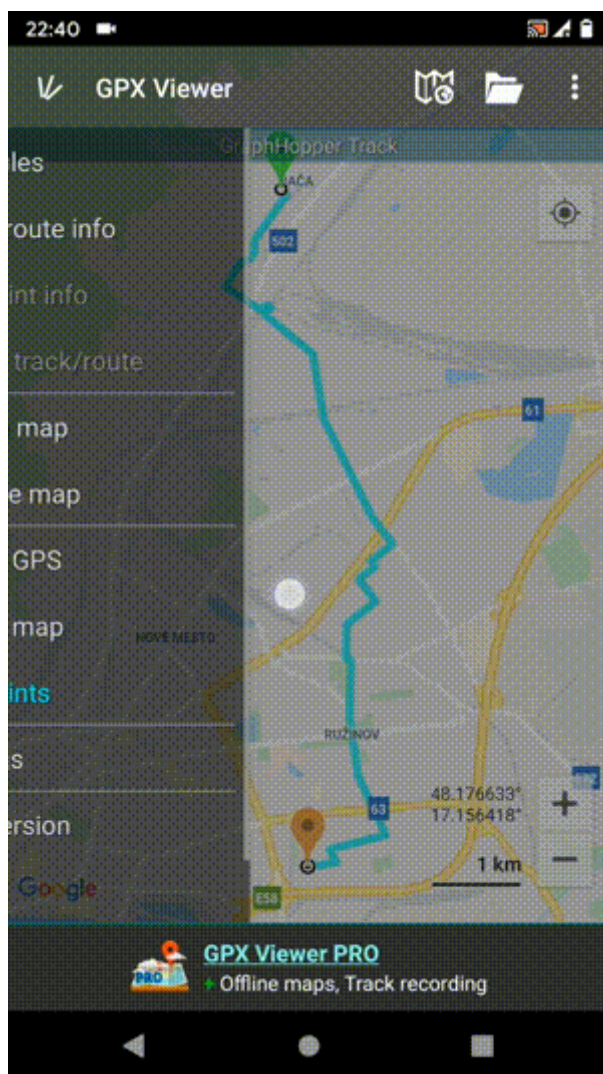 22:40
GPX Viewer
GraphHopper Track
les
AČA
route info
502
int info
track/route
61
map
e map
GPS
map
NOVÉ MESTO
ints
RUŽINOV
s
48.176633°
17.156418°
63
ersion
1 km
Google
E58
GPX Viewer PRO
PRO
+ Offline maps, Track recording